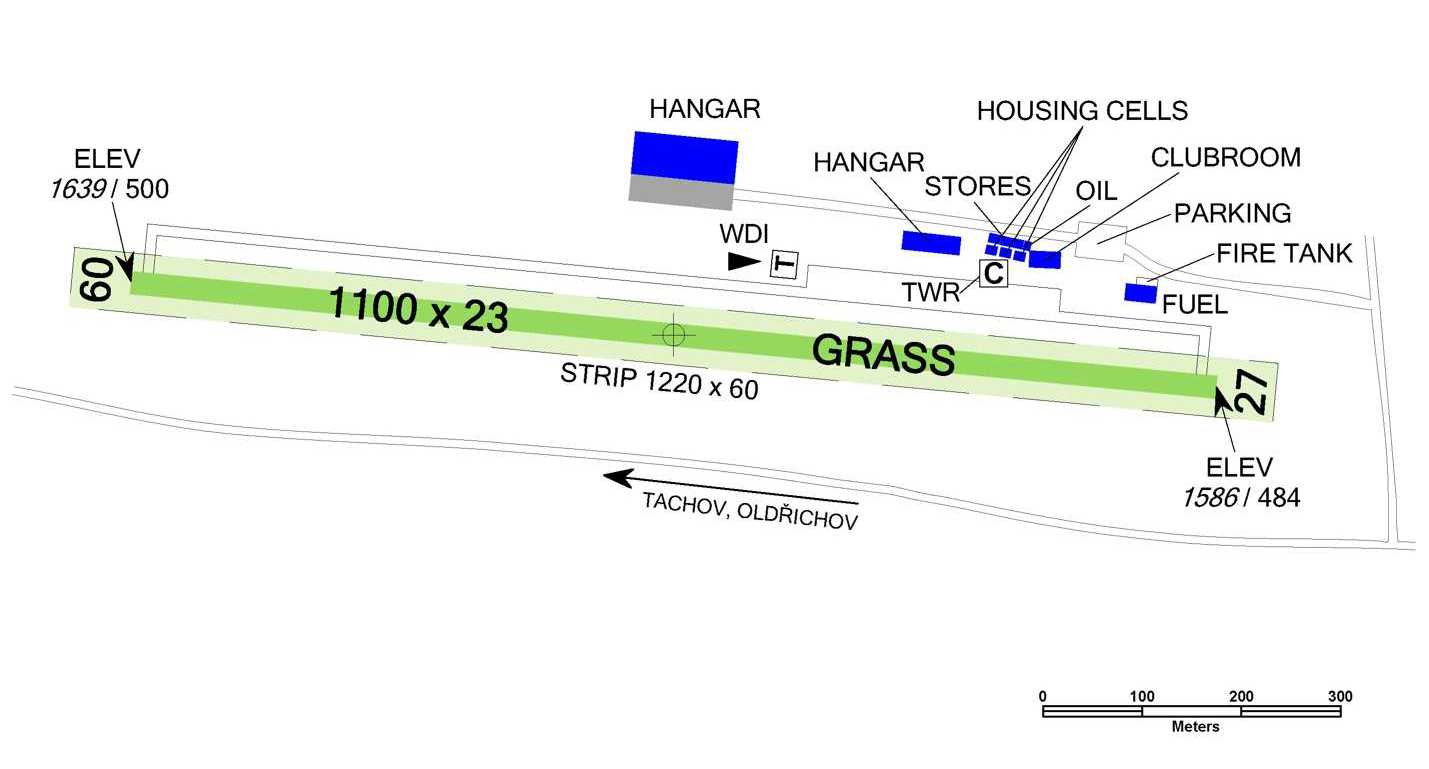 HANGAR
HOUSING CELLS
ELEV
1639 / 500
HANGAR
STORES
OIL
CLUBROOM
PARKING
WDI
T
C
TWR
FIRE TANK
FUEL
09
1100 x 23
GRASS
27
STRIP 1220 x 60
ELEV
1586 / 484
TACHOV, OLDŘICHOV
0 100 200 300
Meters